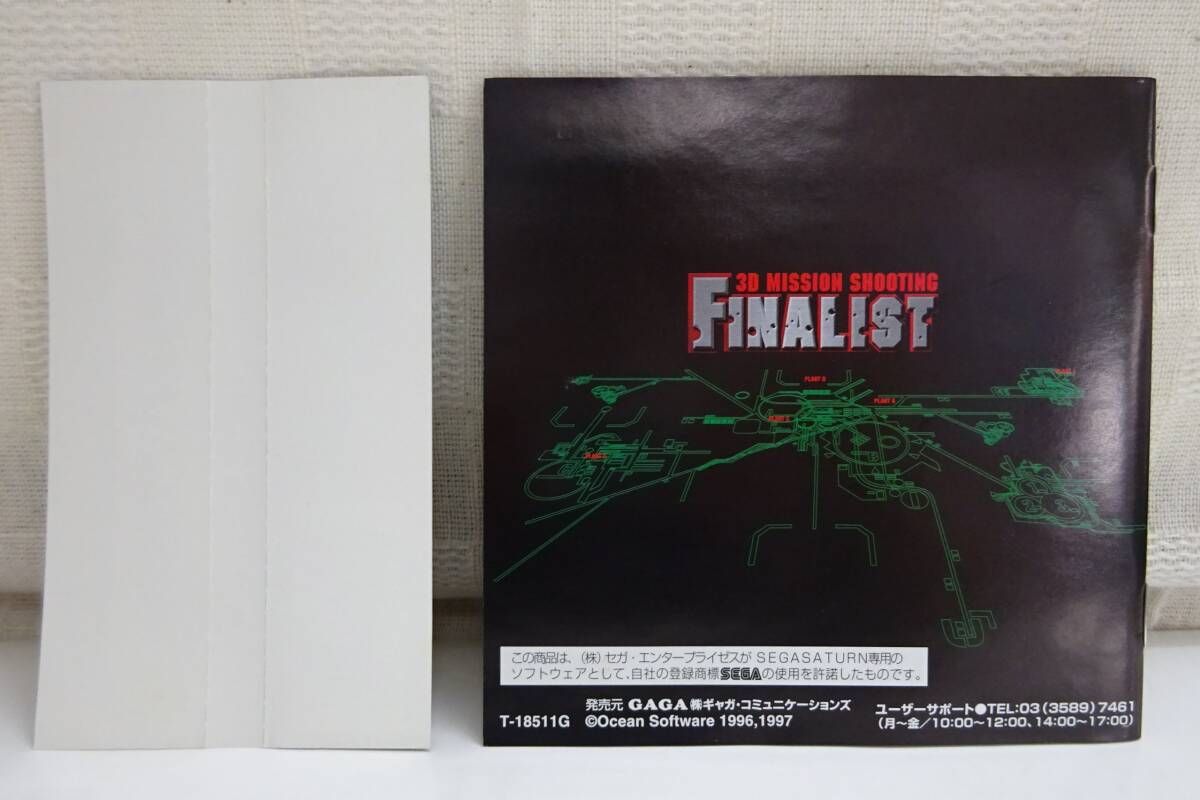 3D MISSION SHOOTING
FINALIST
PLANT D
PLANT A
この商品は、(株)セガ・エンタープライゼスが SEGASATURN専用の
ソフトウェアとして、自社の登録商標SEGAの使用を許諾したものです。
発売元 GAGA ㈱ギャガ・コミュニケーションズ
T-18511G ©Ocean Software 1996,1997
ユーザーサポート●TEL:03(3589)7461
(月～金/10:00～12:00、14:00～17:00)